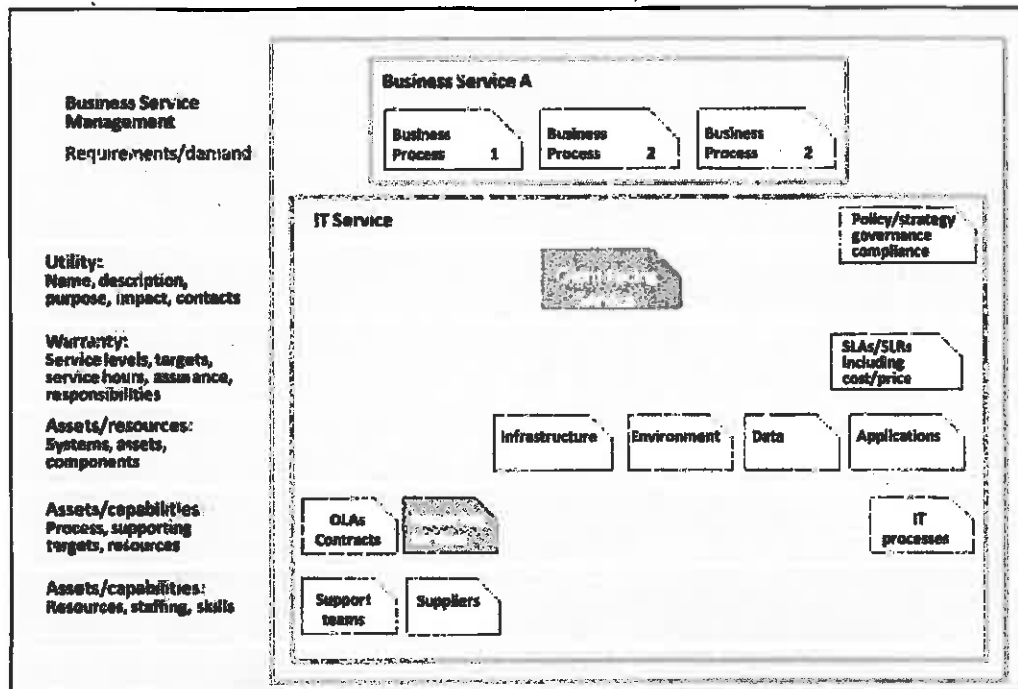 Business Service A
Business Service
Management
Requirements/demand
Business
Process 1
Business
Process 2
Business
Process 2
IT Service
Policy/strategy
governance
compliance
Utility:
Name, description,
purpose, impact, contacts
Warranty:
Service levels, targets,
service hours, assurance,
responsibilities
SLAs/SLRs
including
cost/price
Assets/resources:
Systems, assets,
components
Infrastructure
Environment
Data
Applications
Assets/capabilities
Process, supporting
targets, resources
OLAs
Contracts
IT
processes
Assets/capabilities:
Resources, staffing, skills
Support
teams
Suppliers